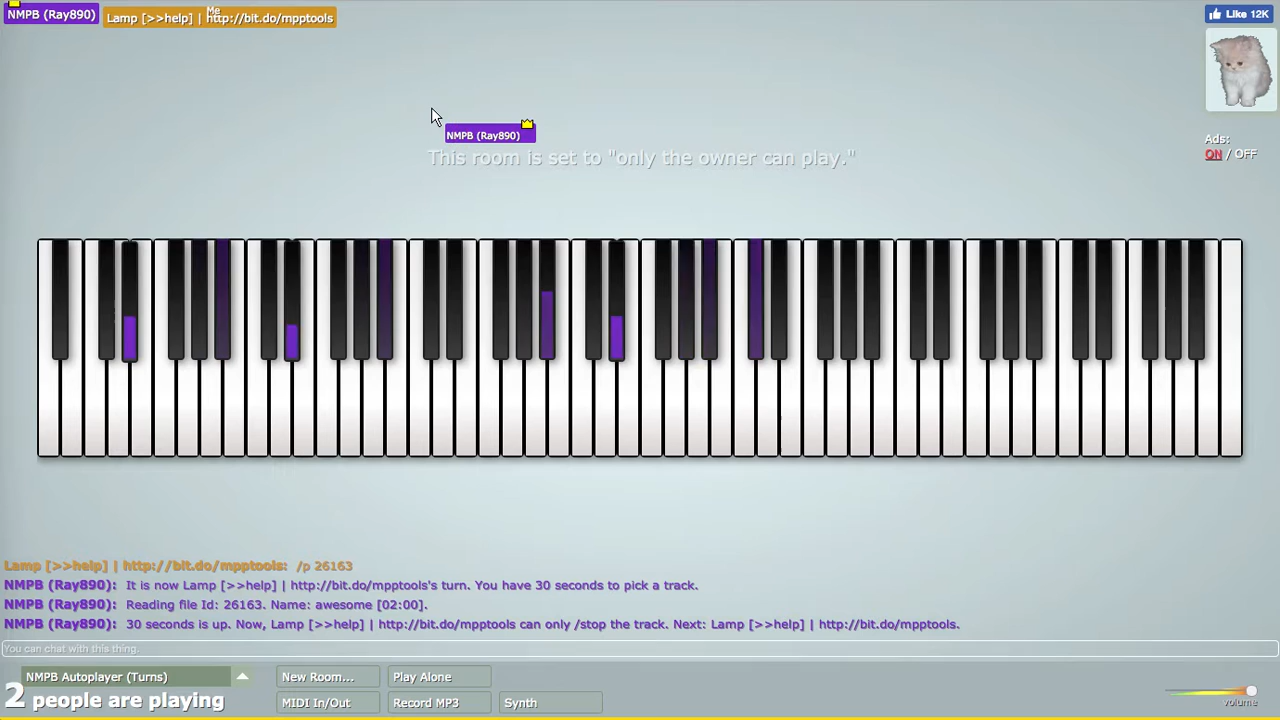 NMPB (Ray890)
Lamp [>>help] | http://bit.do/mpptools
Me
Like 12K
NMPB (Ray890)
This room is set to "only the owner can play."
Ads:
ON / OFF
Lamp [>>help] | http://bit.do/mpptools: /p 26163
NMPB (Ray890): It is now Lamp [>>help] | http://bit.do/mpptools's turn. You have 30 seconds to pick a track.
NMPB (Ray890): Reading file Id: 26163. Name: awesome [02:00].
NMPB (Ray890): 30 seconds is up. Now, Lamp [>>help] | http://bit.do/mpptools can only /stop the track. Next: Lamp [>>help] | http://bit.do/mpptools.
You can chat with this thing.
NMPB Autoplayer (Turns)
New Room...
Play Alone
2 people are playing
MIDI In/Out
Record MP3
Synth
volume